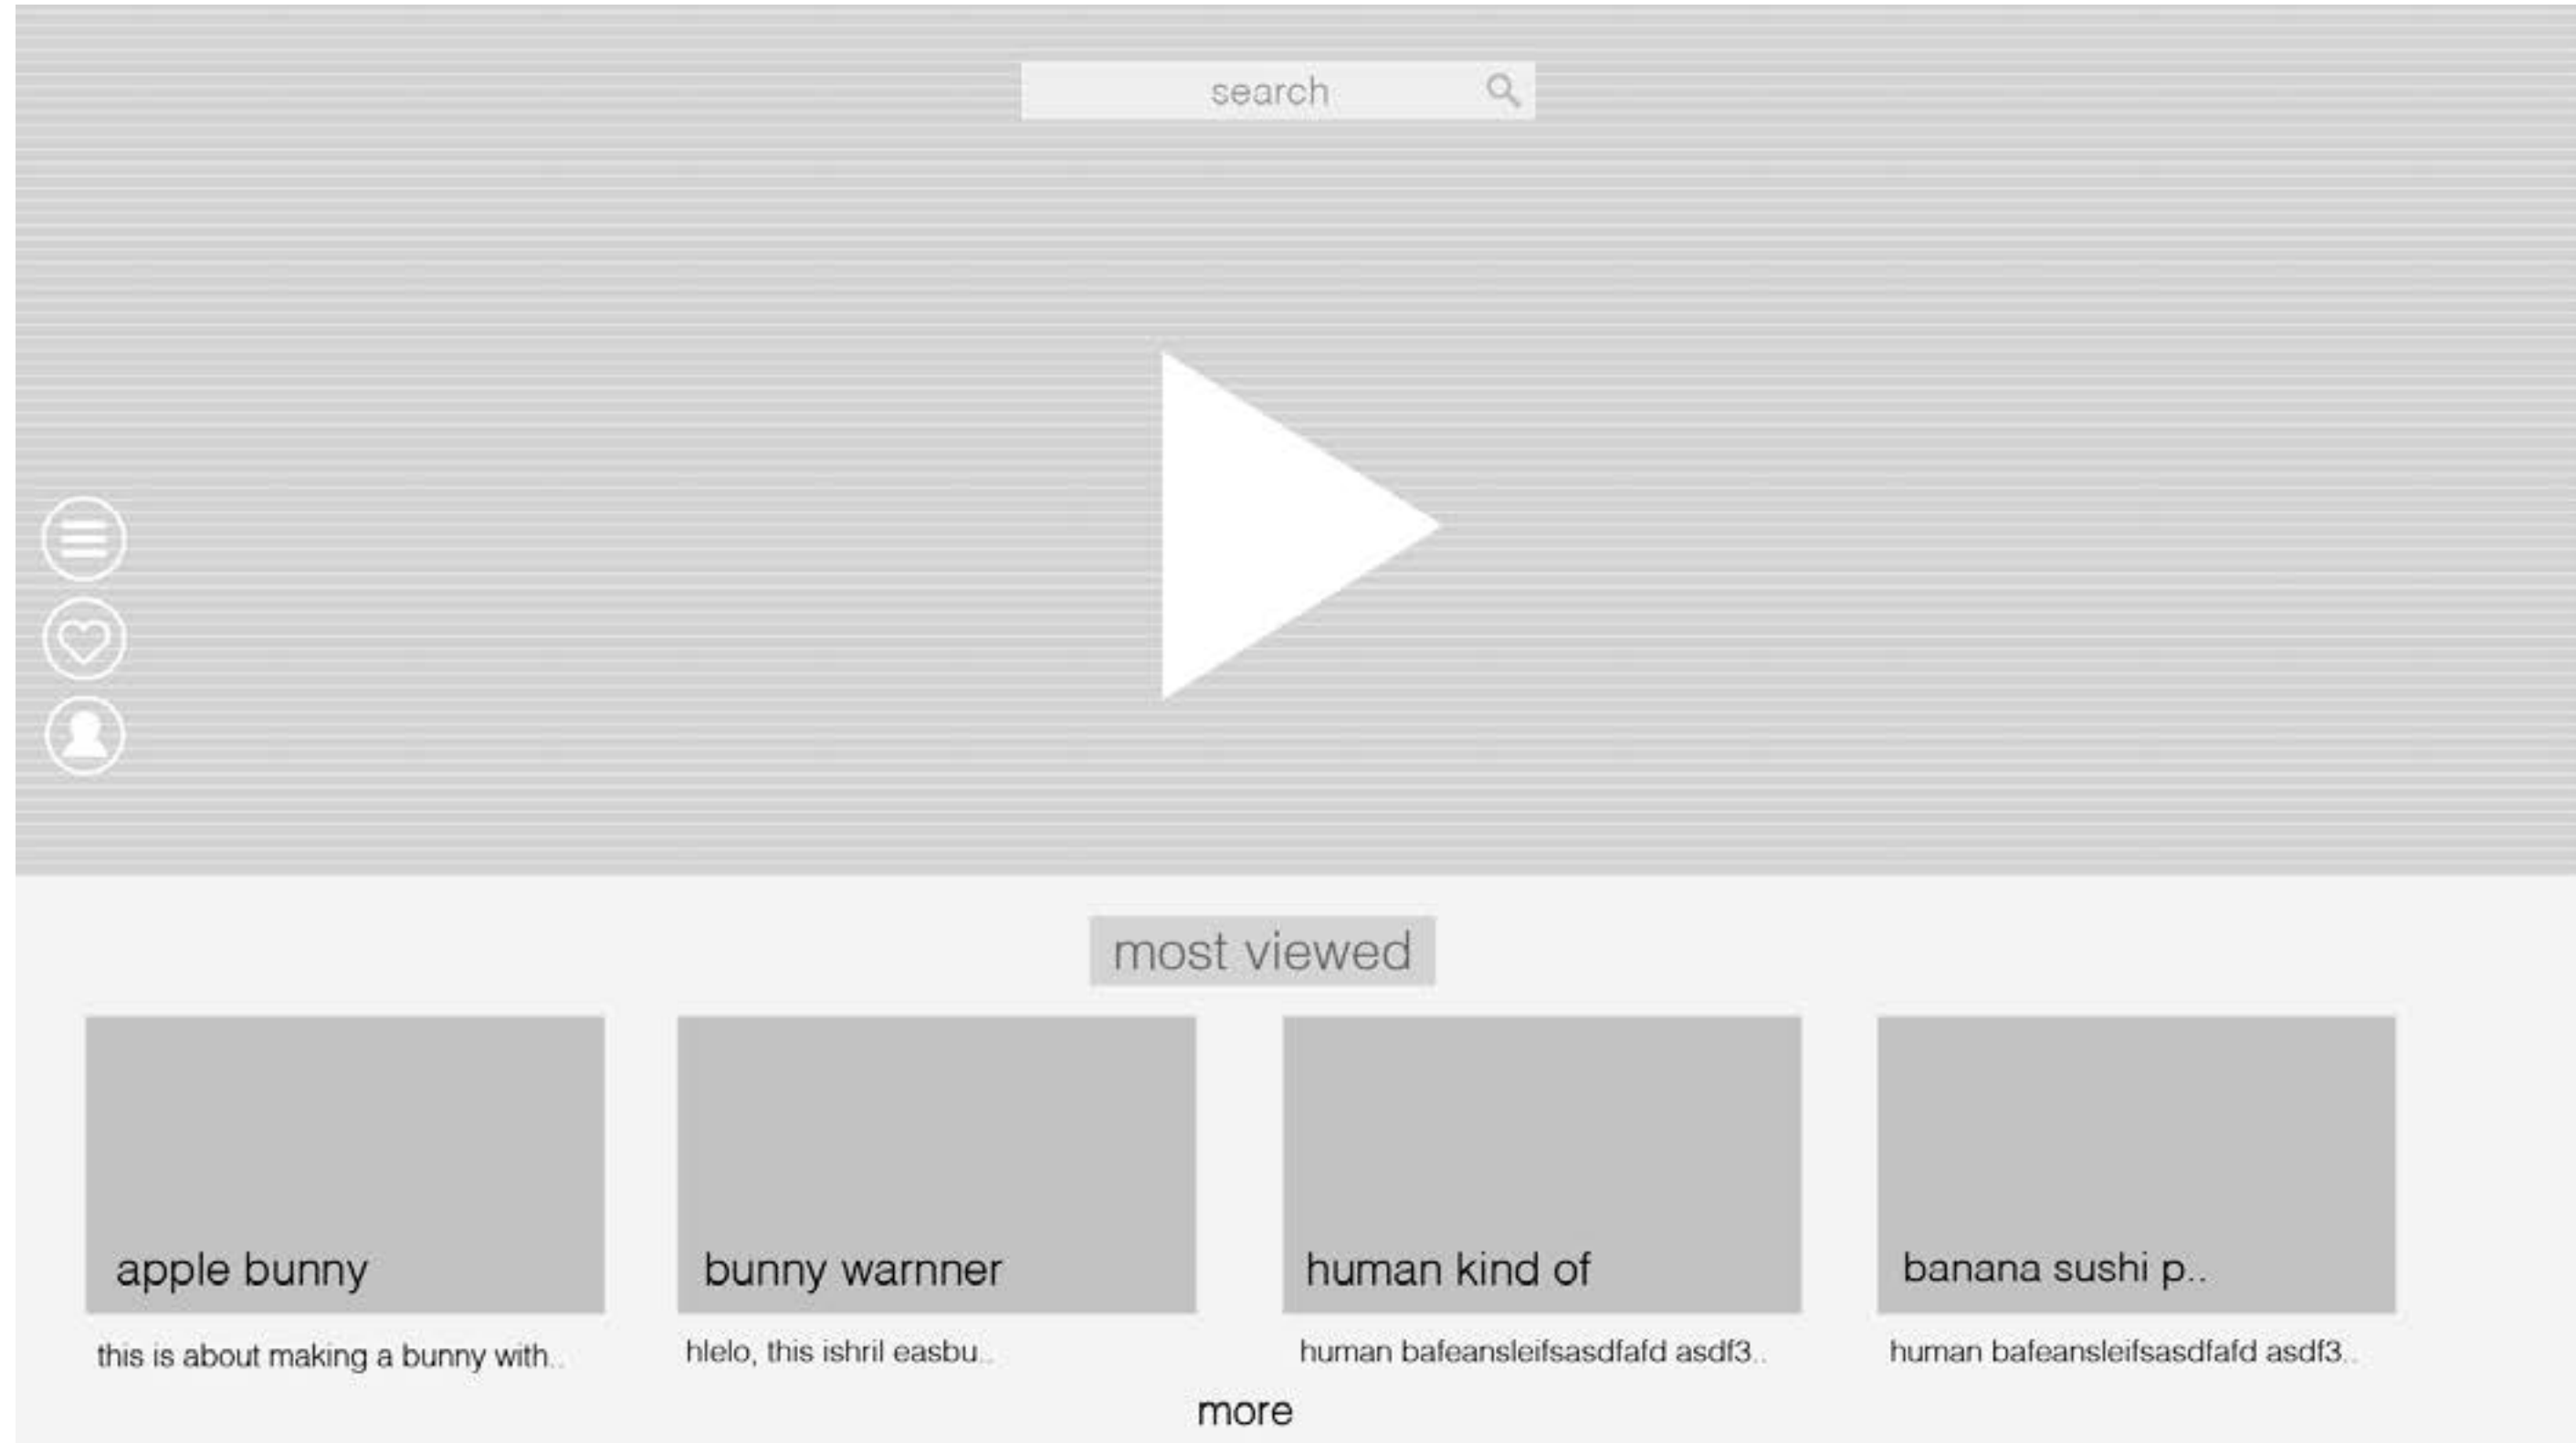 search
most viewed
apple bunny
bunny warnner
human kind of
banana sushi p..
this is about making a bunny with..
hlelo, this ishril easbu..
human bafeansleifsasdfafd asdf3..
human bafeansleifsasdfafd asdf3..
more